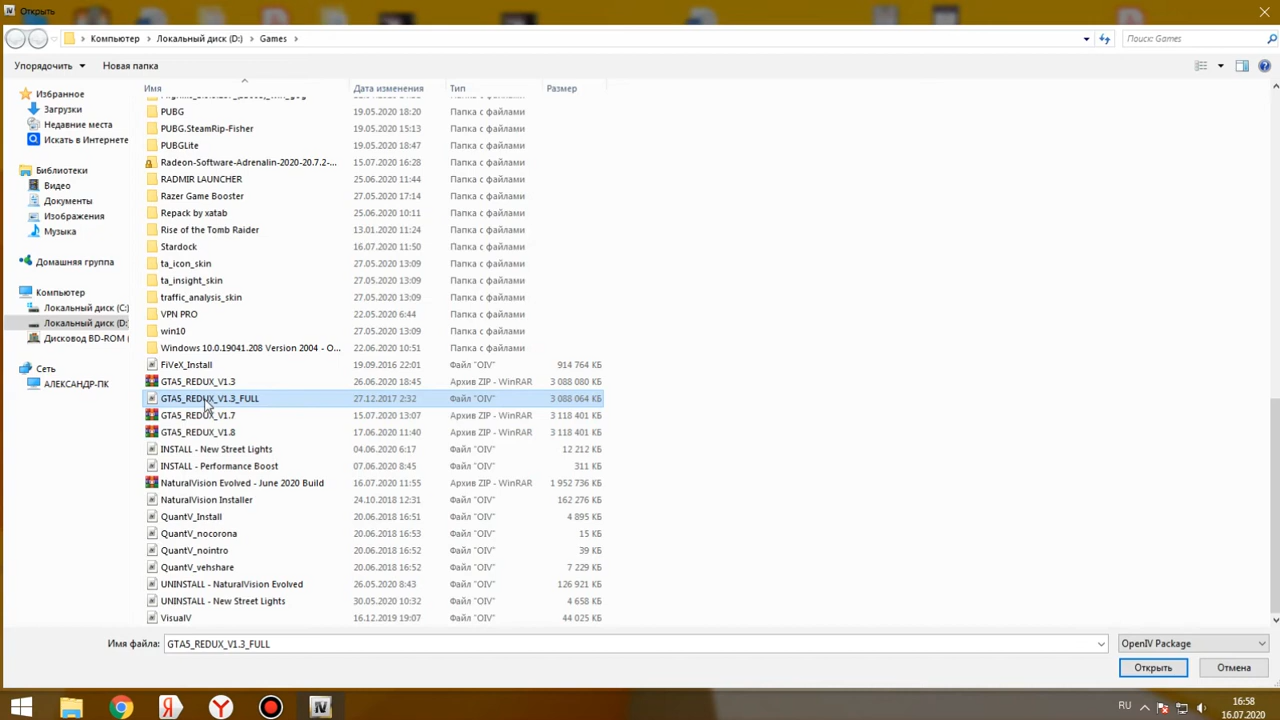 Открыть
Компьютер ▸ Локальный диск (D:) ▸ Games ▸
Поиск: Games
Упорядочить Новая папка
Имя Дата изменения Тип Размер
PUBG 19.05.2020 18:20 Папка с файлами
PUBG.SteamRip-Fisher 19.05.2020 15:13 Папка с файлами
PUBGLite 19.05.2020 18:47 Папка с файлами
Radeon-Software-Adrenalin-2020-20.7.2-... 15.07.2020 16:28 Папка с файлами
RADMIR LAUNCHER 25.06.2020 11:44 Папка с файлами
Razer Game Booster 27.05.2020 17:14 Папка с файлами
Repack by xatab 25.06.2020 10:11 Папка с файлами
Rise of the Tomb Raider 13.01.2020 11:24 Папка с файлами
Stardock 16.07.2020 11:50 Папка с файлами
ta_icon_skin 27.05.2020 13:09 Папка с файлами
ta_insight_skin 27.05.2020 13:09 Папка с файлами
traffic_analysis_skin 27.05.2020 13:09 Папка с файлами
VPN PRO 22.05.2020 6:44 Папка с файлами
win10 27.05.2020 13:09 Папка с файлами
Windows 10.0.19041.208 Version 2004 - O... 22.06.2020 10:51 Папка с файлами
FiVeX_Install 19.09.2016 22:01 Файл "OIV" 914 764 КБ
GTA5_REDUX_V1.3 26.06.2020 18:45 Архив ZIP - WinRAR 3 088 080 КБ
GTA5_REDUX_V1.3_FULL 27.12.2017 2:32 Файл "OIV" 3 088 064 КБ
GTA5_REDUX_V1.7 15.07.2020 13:07 Архив ZIP - WinRAR 3 118 401 КБ
GTA5_REDUX_V1.8 17.06.2020 11:40 Архив ZIP - WinRAR 3 118 401 КБ
INSTALL - New Street Lights 04.06.2020 6:17 Файл "OIV" 12 212 КБ
INSTALL - Performance Boost 07.06.2020 8:45 Файл "OIV" 311 КБ
NaturalVision Evolved - June 2020 Build 16.07.2020 11:55 Архив ZIP - WinRAR 1 952 736 КБ
NaturalVision Installer 24.10.2018 12:31 Файл "OIV" 162 276 КБ
QuantV_Install 20.06.2018 16:51 Файл "OIV" 4 895 КБ
QuantV_nocorona 20.06.2018 16:53 Файл "OIV" 15 КБ
QuantV_nointro 20.06.2018 16:52 Файл "OIV" 39 КБ
QuantV_vehshare 20.06.2018 16:52 Файл "OIV" 7 229 КБ
UNINSTALL - NaturalVision Evolved 26.05.2020 8:43 Файл "OIV" 126 921 КБ
UNINSTALL - New Street Lights 30.05.2020 10:32 Файл "OIV" 4 658 КБ
VisualV 16.12.2019 19:07 Файл "OIV" 44 025 КБ
Избранное
Загрузки
Недавние места
Искать в Интернете
Библиотеки
Видео
Документы
Изображения
Музыка
Домашняя группа
Компьютер
Локальный диск (C:)
Локальный диск (D:
Дисковод BD-ROM (
Сеть
АЛЕКСАНДР-ПК
Имя файла: GTA5_REDUX_V1.3_FULL OpenIV Package
Открыть Отмена
RU
16:58
16.07.2020